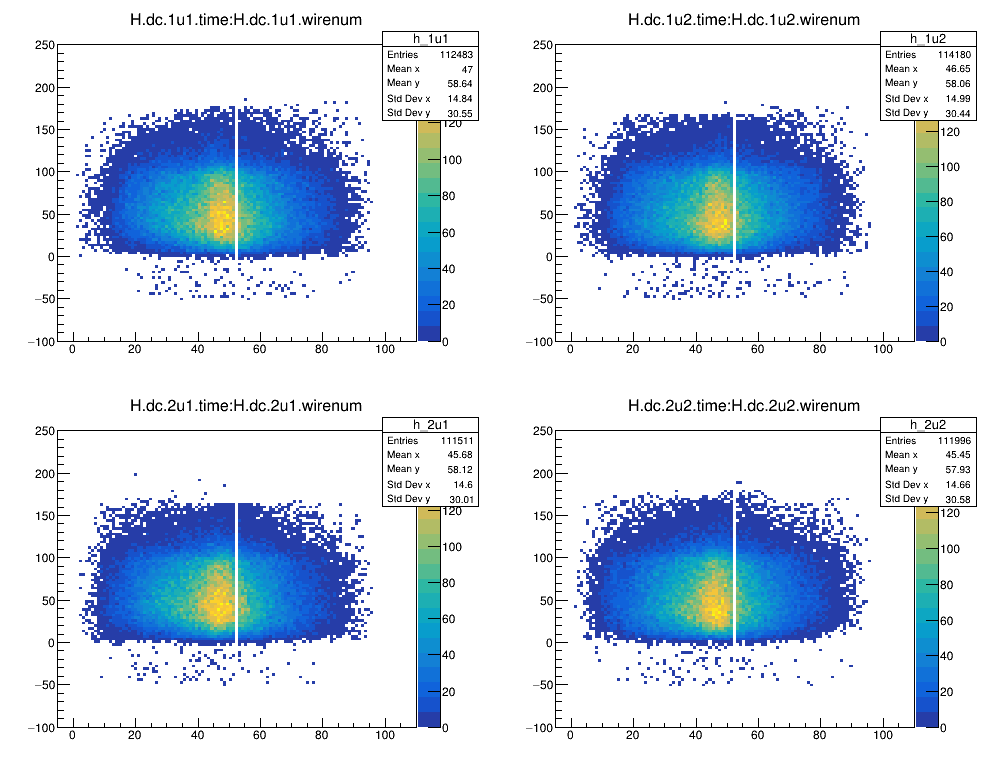 H.dc.1u1.time:H.dc.1u1.wirenum
h_1u1
Entries 112483
Mean x 47
Mean y 58.64
Std Dev x 14.84
Std Dev y 30.55
250
200
150
100
50
0
−50
−100
0 20 40 60 80 100
120
100
80
60
40
20
0
H.dc.1u2.time:H.dc.1u2.wirenum
h_1u2
Entries 114180
Mean x 46.65
Mean y 58.06
Std Dev x 14.99
Std Dev y 30.44
250
200
150
100
50
0
−50
−100
0 20 40 60 80 100
120
100
80
60
40
20
0
H.dc.2u1.time:H.dc.2u1.wirenum
h_2u1
Entries 111511
Mean x 45.68
Mean y 58.12
Std Dev x 14.6
Std Dev y 30.01
250
200
150
100
50
0
−50
−100
0 20 40 60 80 100
120
100
80
60
40
20
0
H.dc.2u2.time:H.dc.2u2.wirenum
h_2u2
Entries 111996
Mean x 45.45
Mean y 57.93
Std Dev x 14.66
Std Dev y 30.58
250
200
150
100
50
0
−50
−100
0 20 40 60 80 100
120
100
80
60
40
20
0